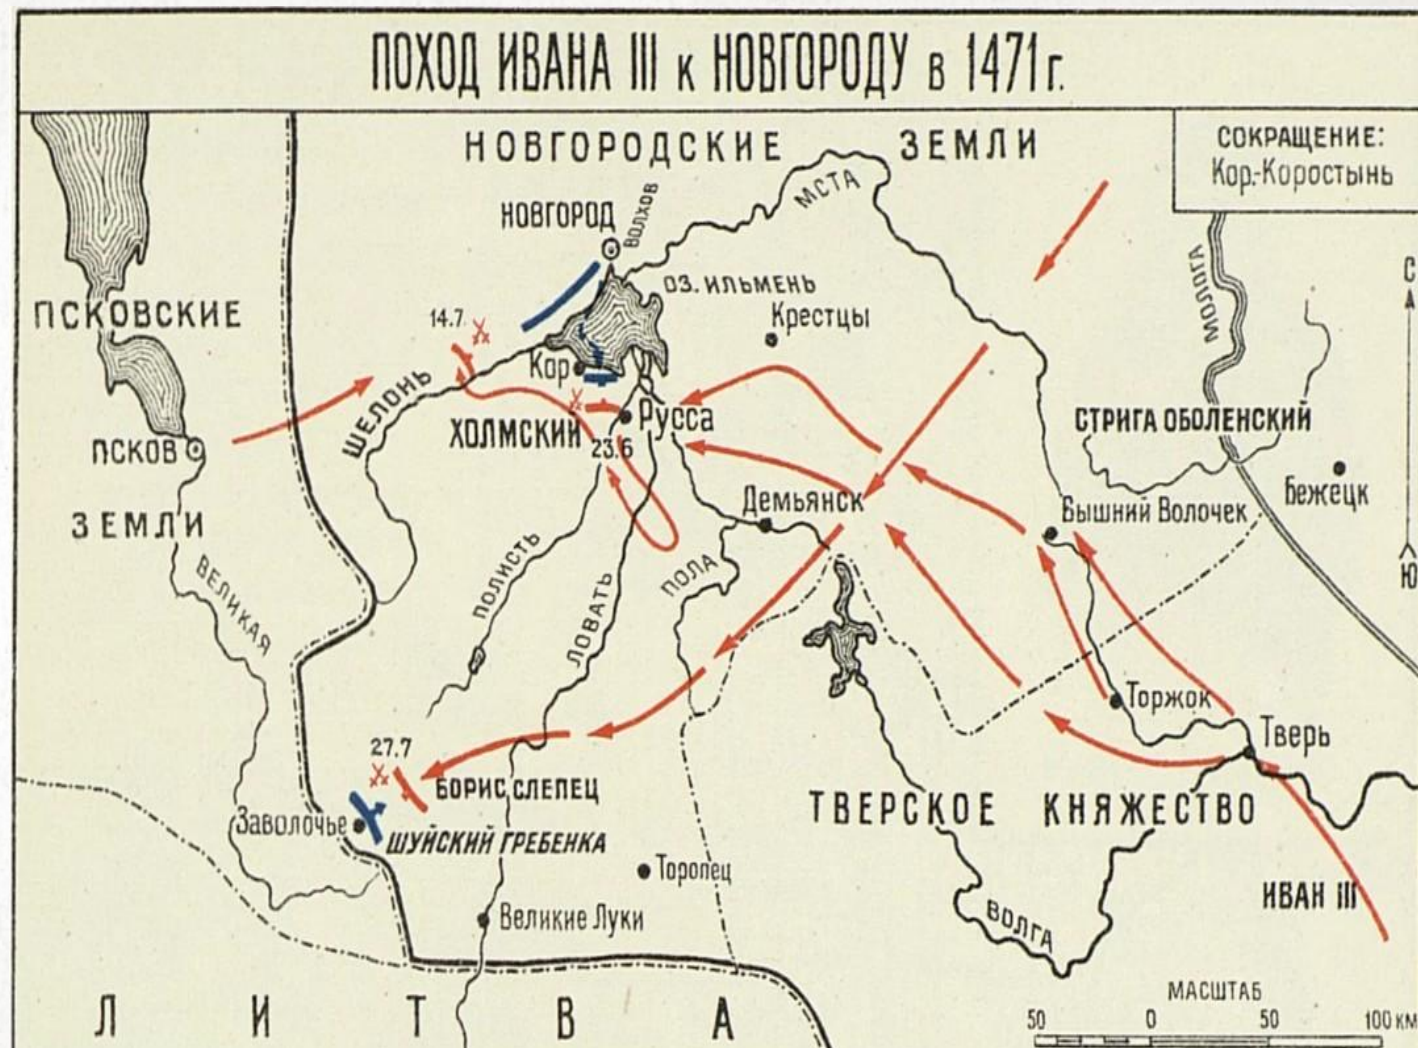 ПОХОД ИВАНА III к НОВГОРОДУ в 1471г.
НОВГОРОДСКИЕ ЗЕМЛИ
СОКРАЩЕНИЕ:
Кор.-Коростынь
МСТА
НОВГОРОД
ВОЛХОВ
МОЛОГА
С
ОЗ. ИЛЬМЕНЬ
ПСКОВСКИЕ
14.7.
Крестцы
Кор
ШЕЛОНЬ
ХОЛМСКИЙ
Русса
СТРИГА ОБОЛЕНСКИЙ
ПСКОВ
23.6
Бежецк
Демьянск
Вышний Волочек
ЗЕМЛИ
Ю
ВЕЛИКАЯ
ПОЛИСТЬ
ПОЛА
ЛОВАТЬ
Торжок
Тверь
27.7
БОРИС СЛЕПЕЦ
ТВЕРСКОЕ КНЯЖЕСТВО
Заволочье
ШУЙСКИЙ ГРЕБЕНКА
Торопец
ИВАН III
Великие Луки
ВОЛГА
ЛИТВА
МАСШТАБ
50 0 50 100 км